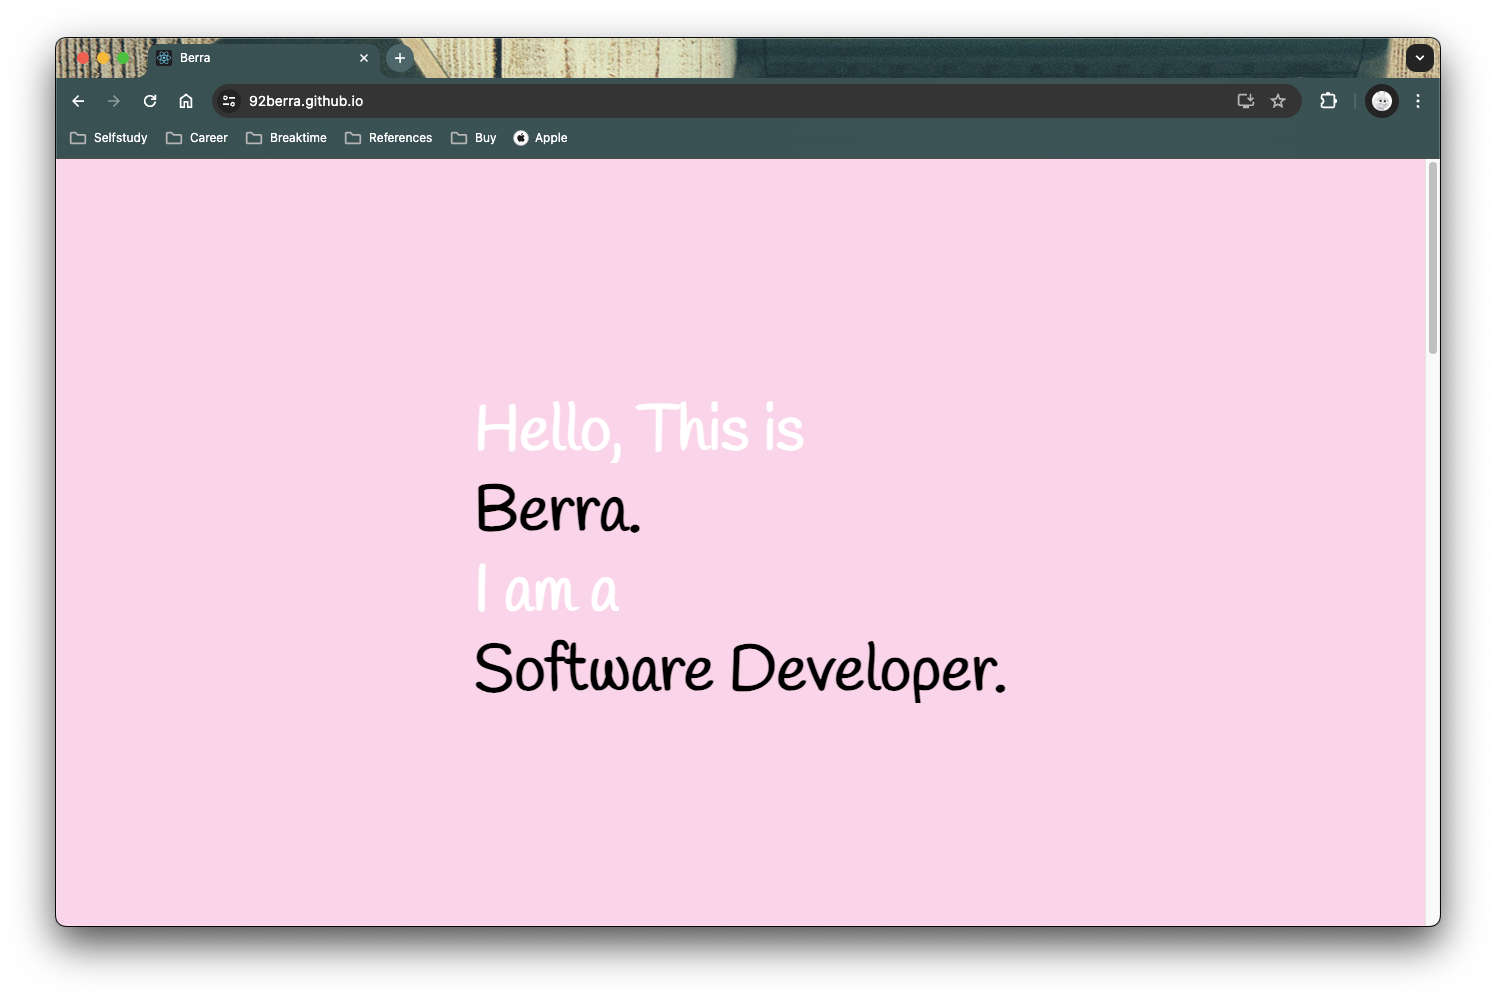 Berra
92berra.github.io
Selfstudy Career Breaktime References Buy Apple
Hello, This is
Berra.
I am a
Software Developer.